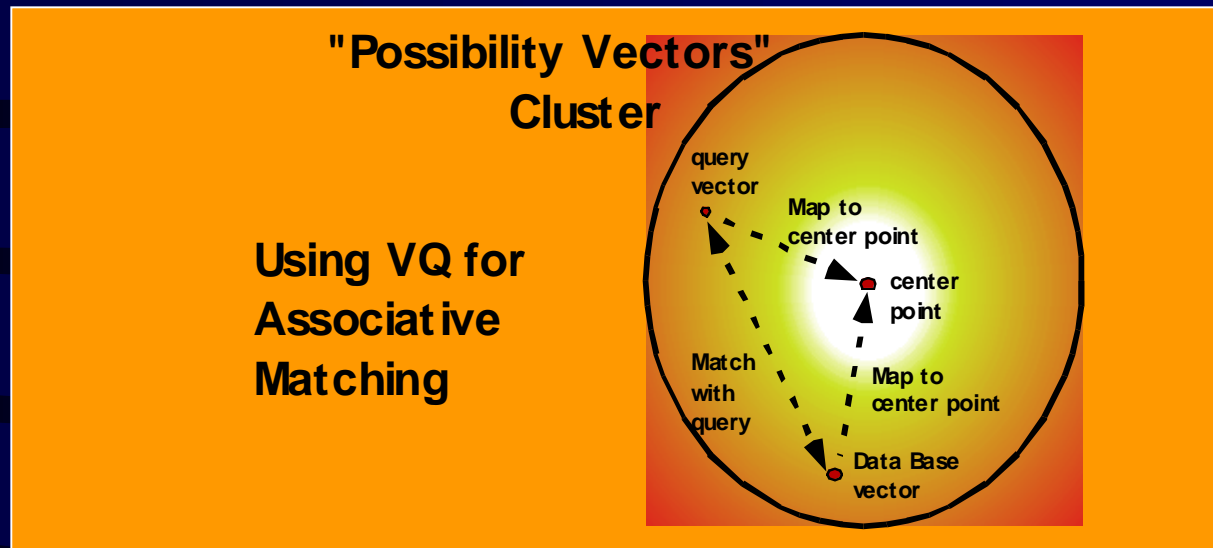 "Possibility Vectors"
Cluster
query
vector
Map to
center point
Using VQ for
Associative
Matching
center
point
Match
with
query
Map to
center point
Data Base
vector